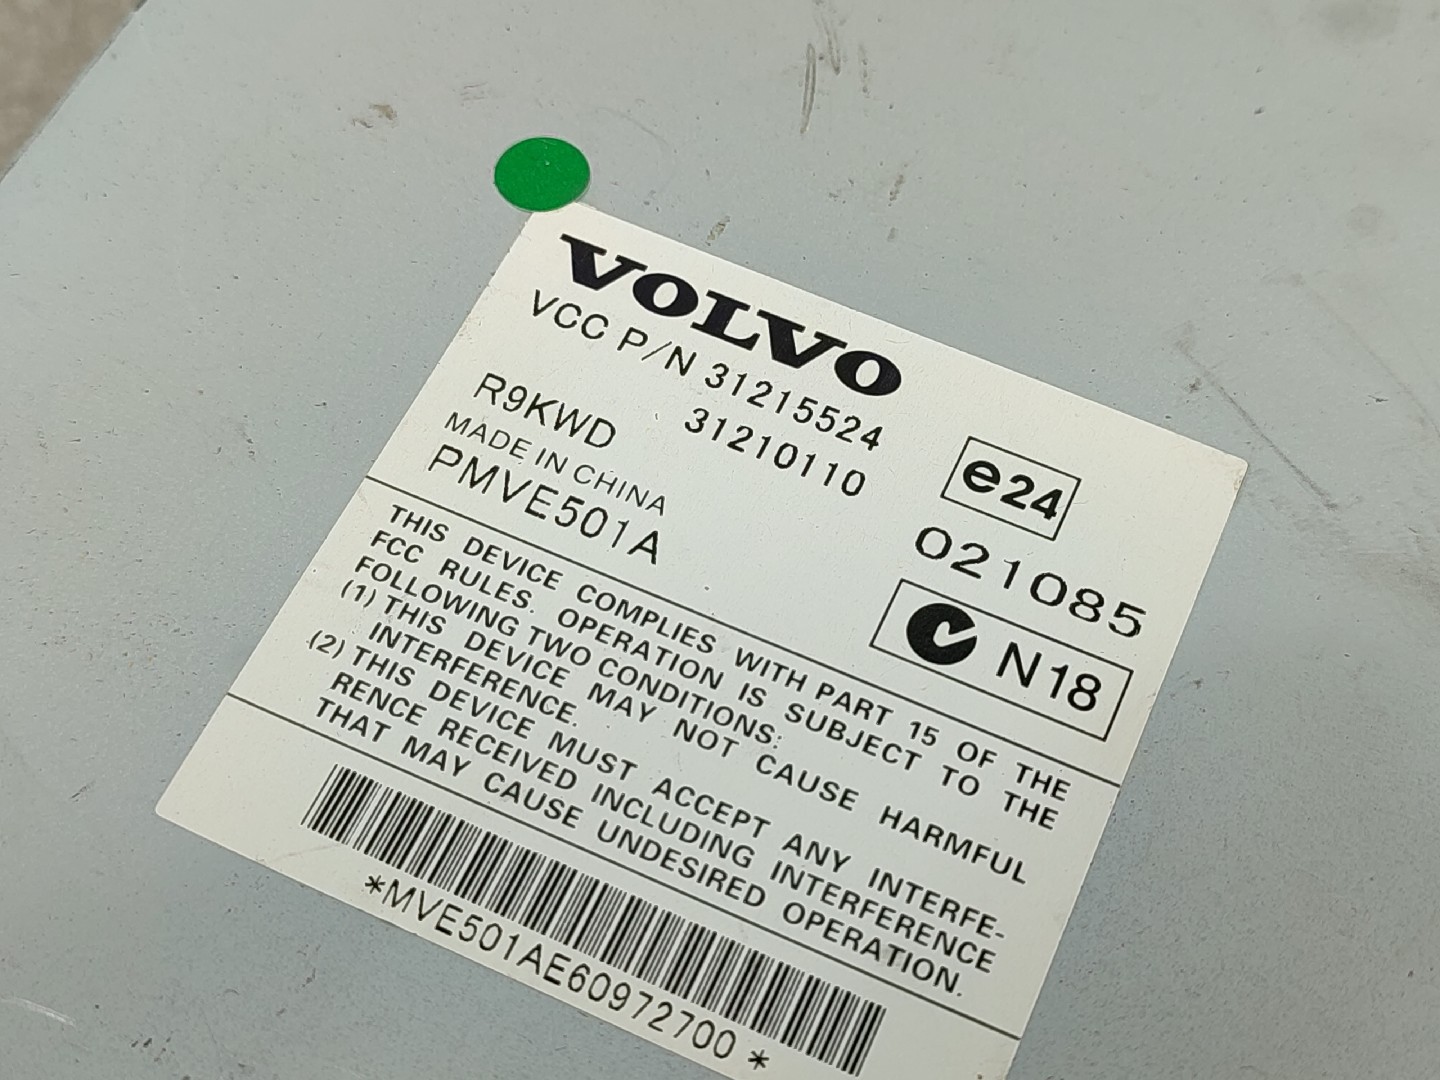 VOLVO
VCC P/N 31215524
31210110
R9KWD
MADE IN CHINA
PMVE501A
e24
021085
N18
THIS DEVICE COMPLIES WITH PART 15 OF THE
FCC RULES. OPERATION IS SUBJECT TO THE
FOLLOWING TWO CONDITIONS:
(1) THIS DEVICE MAY NOT CAUSE HARMFUL
INTERFERENCE.
(2) THIS DEVICE MUST ACCEPT ANY INTERFE-
RENCE RECEIVED INCLUDING INTERFERENCE
THAT MAY CAUSE UNDESIRED OPERATION.
*MVE501AE60972700*